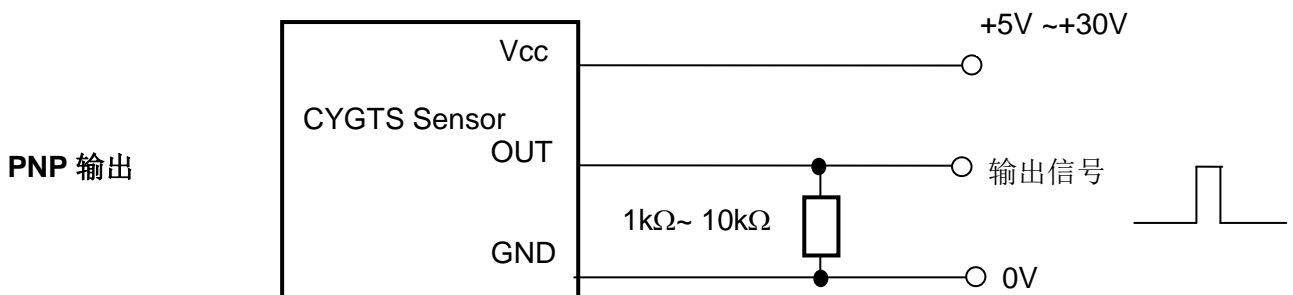 +5V ~+30V
Vcc
CYGTS Sensor
OUT
PNP 输出
输出信号
1kΩ~ 10kΩ
GND
0V